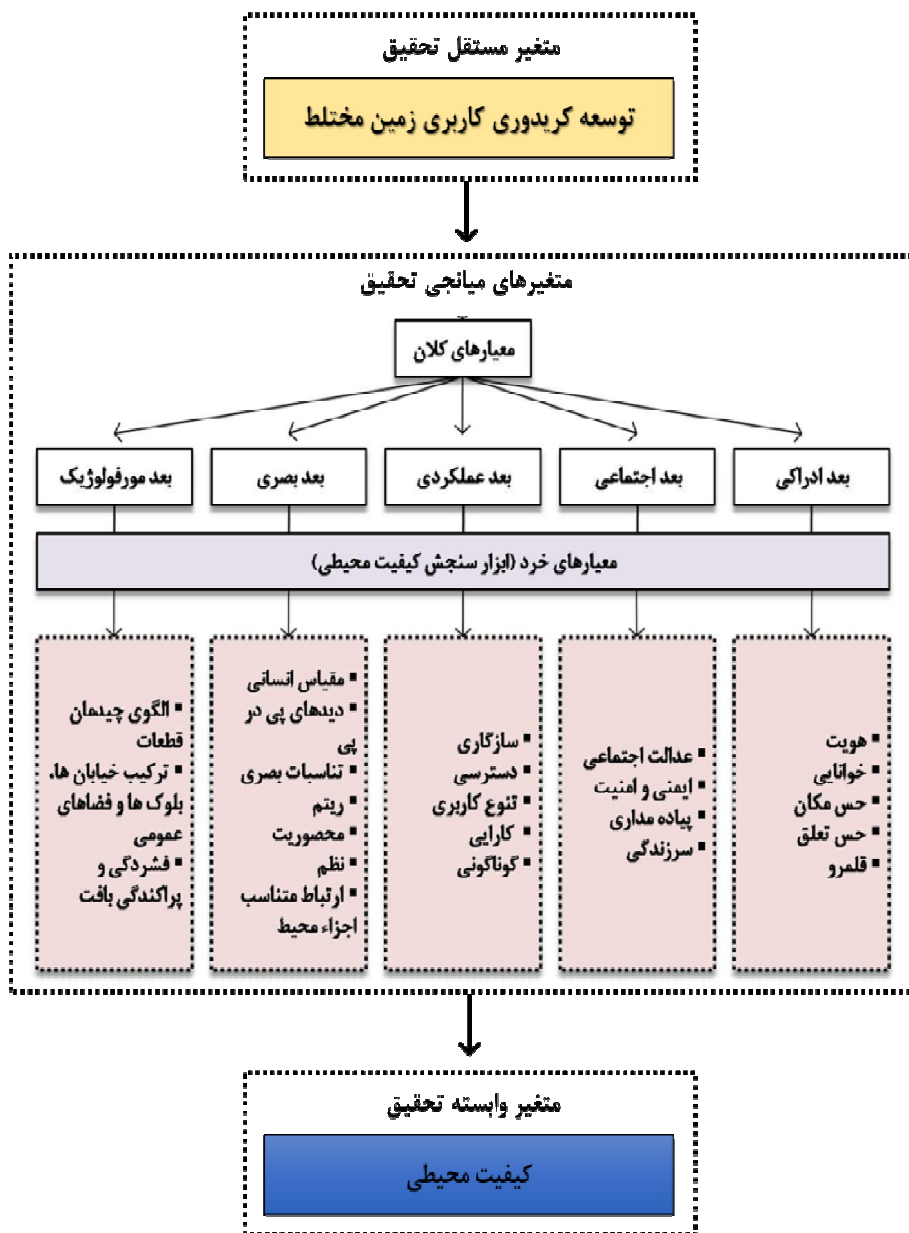 متغیر مستقل تحقیق
توسعه کریدوری کاربری زمین مختلط
متغیرهای میانجی تحقیق
معیارهای کلان
بعد ادراکی
بعد اجتماعی
بعد عملکردی
بعد بصری
بعد مورفولوژیک
معیارهای خرد (ابزار سنجش کیفیت محیطی)
▪ هویت
▪ خوانایی
▪ حس مکان
▪ حس تعلق
▪ قلمرو
▪ عدالت اجتماعی
▪ ایمنی و امنیت
▪ پیاده مداری
▪ سرزندگی
▪ سازگاری
▪ دسترسی
▪ تنوع کاربری
▪ کارایی
▪ گوناگونی
▪ مقیاس انسانی
▪ دیدهای پی در
پی
▪ تناسبات بصری
▪ ریتم
▪ محصوریت
▪ نظم
▪ ارتباط متناسب
اجزاء محیط
▪ الگوی چیدمان
قطعات
▪ ترکیب خیابان ها،
بلوک ها و فضاهای
عمومی
▪ فشردگی و
پراکندگی بافت
متغیر وابسته تحقیق
کیفیت محیطی